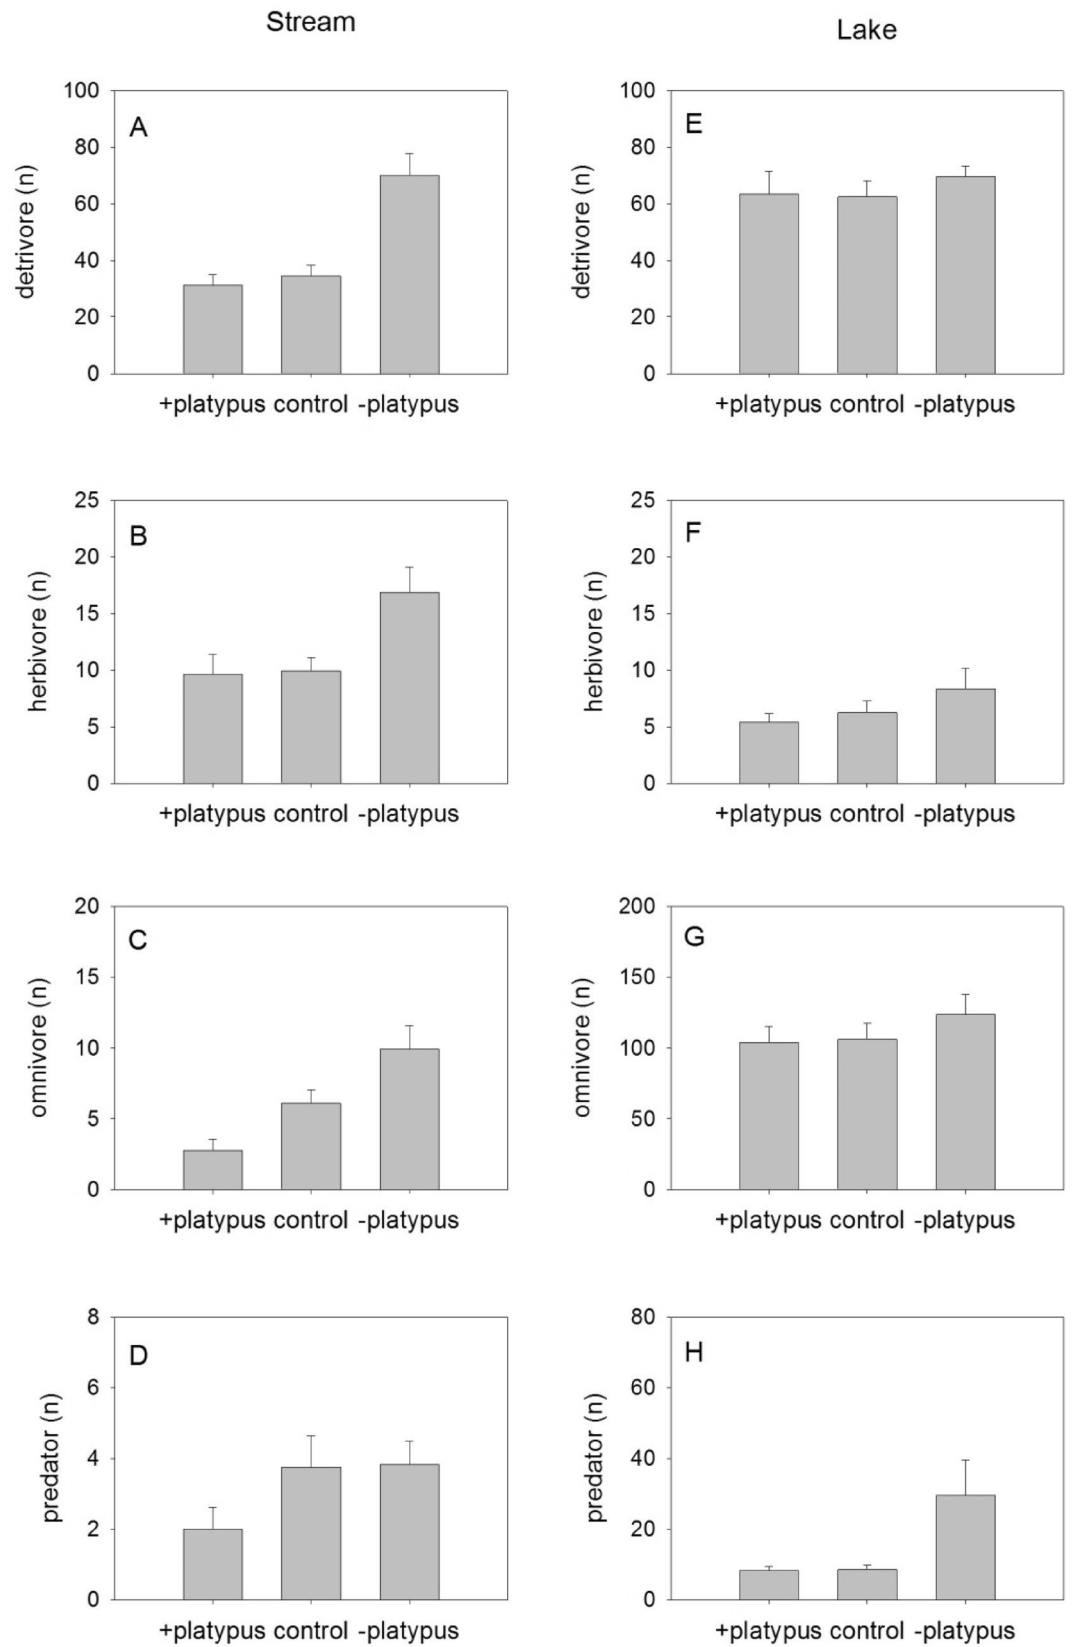 Stream
Lake
100
80
60
40
20
0
detrivore (n)
A
+platypus control -platypus
100
80
60
40
20
0
detrivore (n)
E
+platypus control -platypus
25
20
15
10
5
0
herbivore (n)
B
+platypus control -platypus
25
20
15
10
5
0
herbivore (n)
F
+platypus control -platypus
20
15
10
5
0
omnivore (n)
C
+platypus control -platypus
200
150
100
50
0
omnivore (n)
G
+platypus control -platypus
8
6
4
2
0
predator (n)
D
+platypus control -platypus
80
60
40
20
0
predator (n)
H
+platypus control -platypus